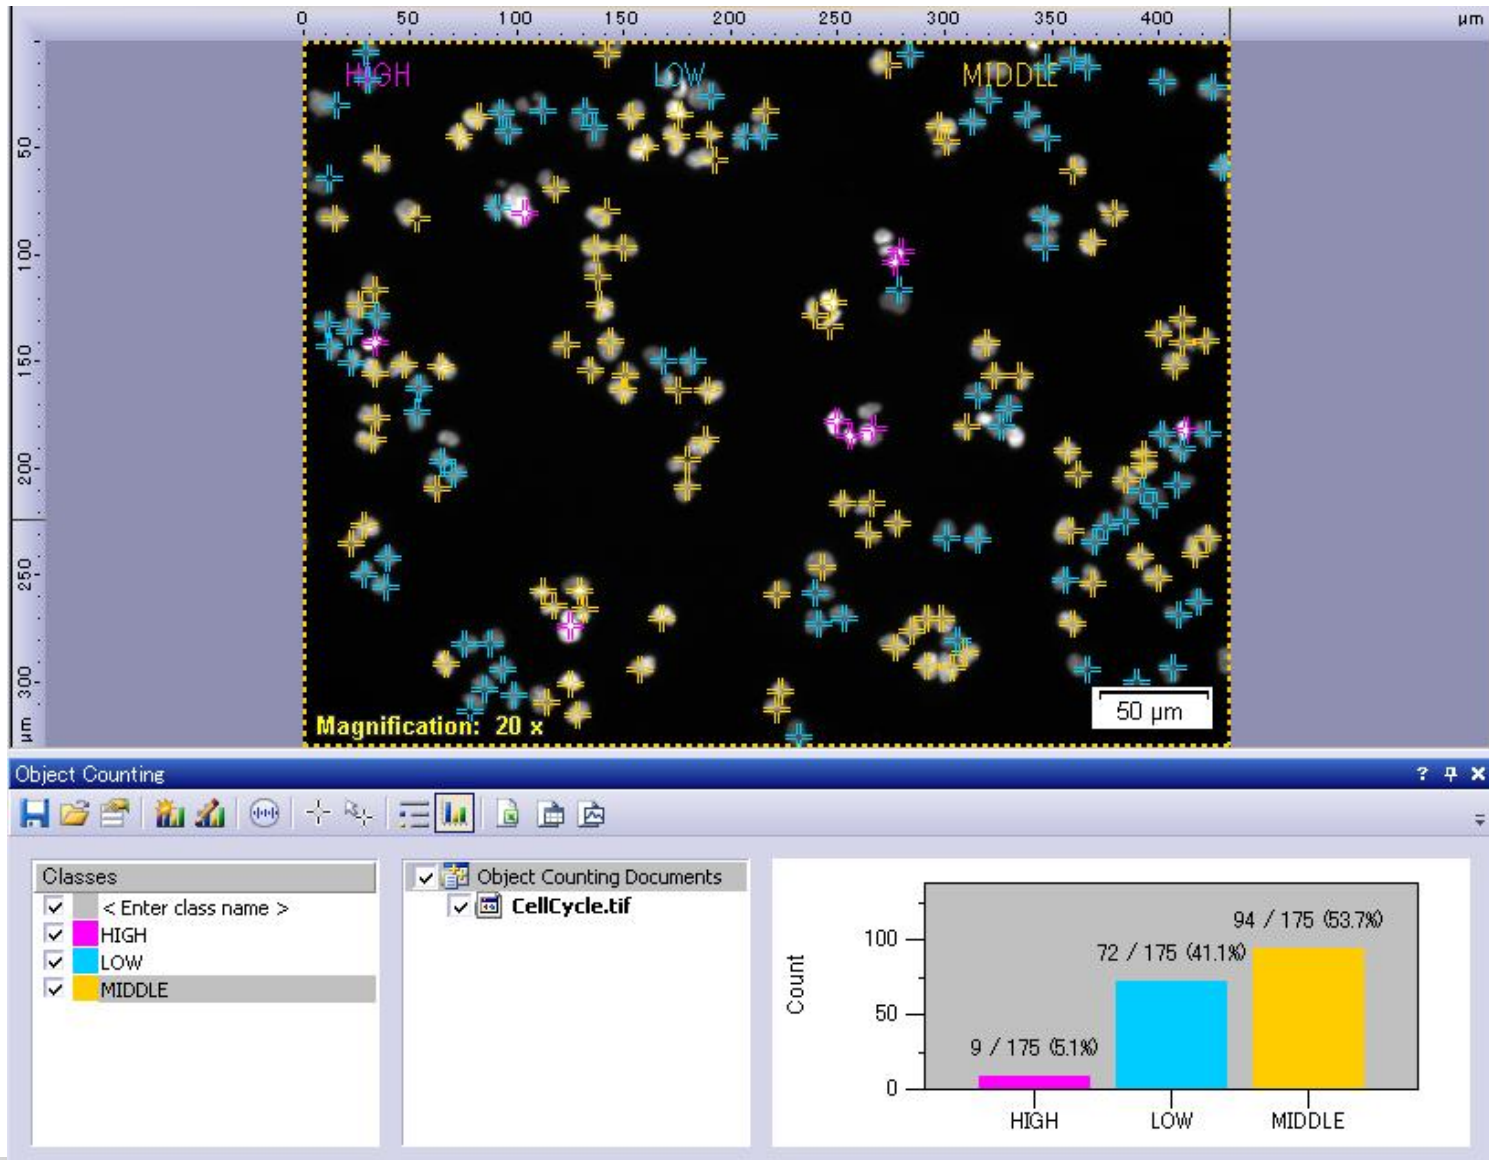 0 50 100 150 200 250 300 350 400 µm
HIGH LOW MIDDLE
50
100
150
200
250
300
µm
50 µm
Magnification: 20 x
Object Counting
Classes
< Enter class name >
HIGH
LOW
MIDDLE
Object Counting Documents
CellCycle.tif
94 / 175 (53.7%)
100
72 / 175 (41.1%)
Count
50
9 / 175 (5.1%)
0
HIGH LOW MIDDLE